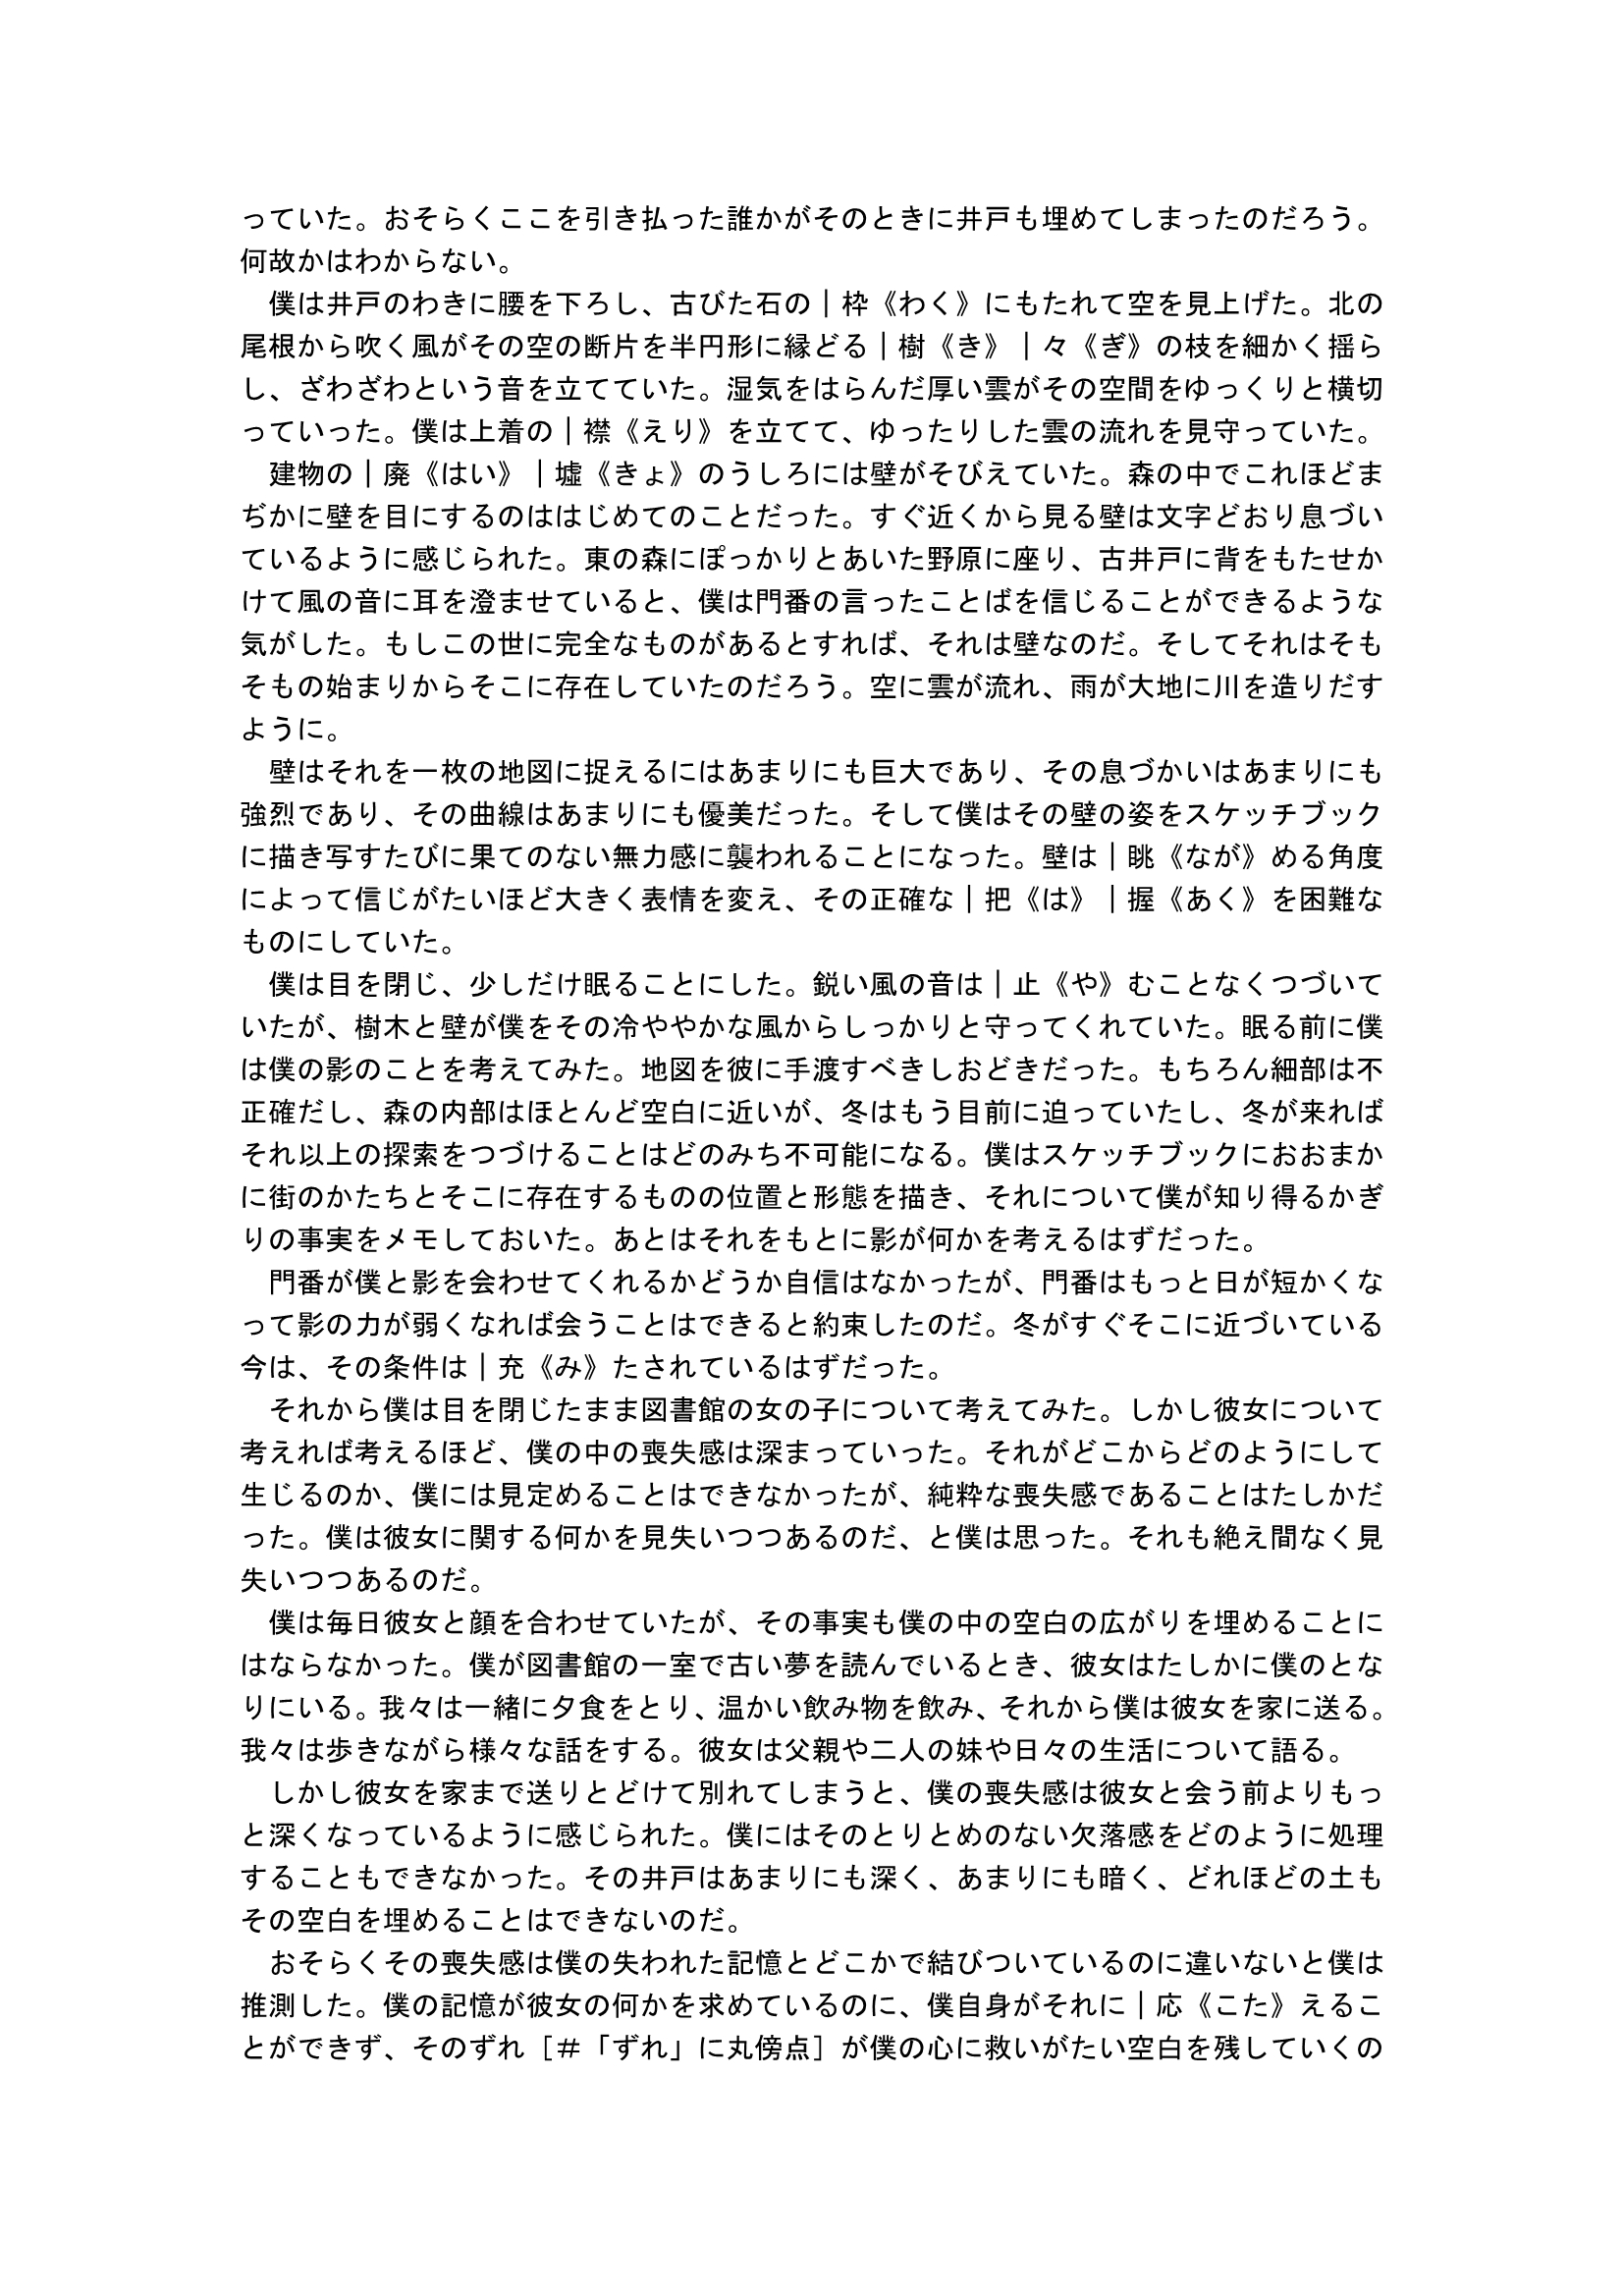 っていた。おそらくここを引き払った誰かがそのときに井戸も埋めてしまったのだろう。
何故かはわからない。
　僕は井戸のわきに腰を下ろし、古びた石の｜枠《わく》にもたれて空を見上げた。北の
尾根から吹く風がその空の断片を半円形に縁どる｜樹《き》｜々《ぎ》の枝を細かく揺ら
し、ざわざわという音を立てていた。湿気をはらんだ厚い雲がその空間をゆっくりと横切
っていった。僕は上着の｜襟《えり》を立てて、ゆったりした雲の流れを見守っていた。
　建物の｜廃《はい》｜墟《きょ》のうしろには壁がそびえていた。森の中でこれほどま
ぢかに壁を目にするのははじめてのことだった。すぐ近くから見る壁は文字どおり息づい
ているように感じられた。東の森にぽっかりとあいた野原に座り、古井戸に背をもたせか
けて風の音に耳を澄ませていると、僕は門番の言ったことばを信じることができるような
気がした。もしこの世に完全なものがあるとすれば、それは壁なのだ。そしてそれはそも
そもの始まりからそこに存在していたのだろう。空に雲が流れ、雨が大地に川を造りだす
ように。
　壁はそれを一枚の地図に捉えるにはあまりにも巨大であり、その息づかいはあまりにも
強烈であり、その曲線はあまりにも優美だった。そして僕はその壁の姿をスケッチブック
に描き写すたびに果てのない無力感に襲われることになった。壁は｜眺《なが》める角度
によって信じがたいほど大きく表情を変え、その正確な｜把《は》｜握《あく》を困難な
ものにしていた。
　僕は目を閉じ、少しだけ眠ることにした。鋭い風の音は｜止《や》むことなくつづいて
いたが、樹木と壁が僕をその冷ややかな風からしっかりと守ってくれていた。眠る前に僕
は僕の影のことを考えてみた。地図を彼に手渡すべきしおどきだった。もちろん細部は不
正確だし、森の内部はほとんど空白に近いが、冬はもう目前に迫っていたし、冬が来れば
それ以上の探索をつづけることはどのみち不可能になる。僕はスケッチブックにおおまか
に街のかたちとそこに存在するものの位置と形態を描き、それについて僕が知り得るかぎ
りの事実をメモしておいた。あとはそれをもとに影が何かを考えるはずだった。
　門番が僕と影を会わせてくれるかどうか自信はなかったが、門番はもっと日が短かくな
って影の力が弱くなれば会うことはできると約束したのだ。冬がすぐそこに近づいている
今は、その条件は｜充《み》たされているはずだった。
　それから僕は目を閉じたまま図書館の女の子について考えてみた。しかし彼女について
考えれば考えるほど、僕の中の喪失感は深まっていった。それがどこからどのようにして
生じるのか、僕には見定めることはできなかったが、純粋な喪失感であることはたしかだ
った。僕は彼女に関する何かを見失いつつあるのだ、と僕は思った。それも絶え間なく見
失いつつあるのだ。
　僕は毎日彼女と顔を合わせていたが、その事実も僕の中の空白の広がりを埋めることに
はならなかった。僕が図書館の一室で古い夢を読んでいるとき、彼女はたしかに僕のとな
りにいる。我々は一緒に夕食をとり、温かい飲み物を飲み、それから僕は彼女を家に送る。
我々は歩きながら様々な話をする。彼女は父親や二人の妹や日々の生活について語る。
　しかし彼女を家まで送りとどけて別れてしまうと、僕の喪失感は彼女と会う前よりもっ
と深くなっているように感じられた。僕にはそのとりとめのない欠落感をどのように処理
することもできなかった。その井戸はあまりにも深く、あまりにも暗く、どれほどの土も
その空白を埋めることはできないのだ。
　おそらくその喪失感は僕の失われた記憶とどこかで結びついているのに違いないと僕は
推測した。僕の記憶が彼女の何かを求めているのに、僕自身がそれに｜応《こた》えるこ
とができず、そのずれ［＃「ずれ」に丸傍点］が僕の心に救いがたい空白を残していくの